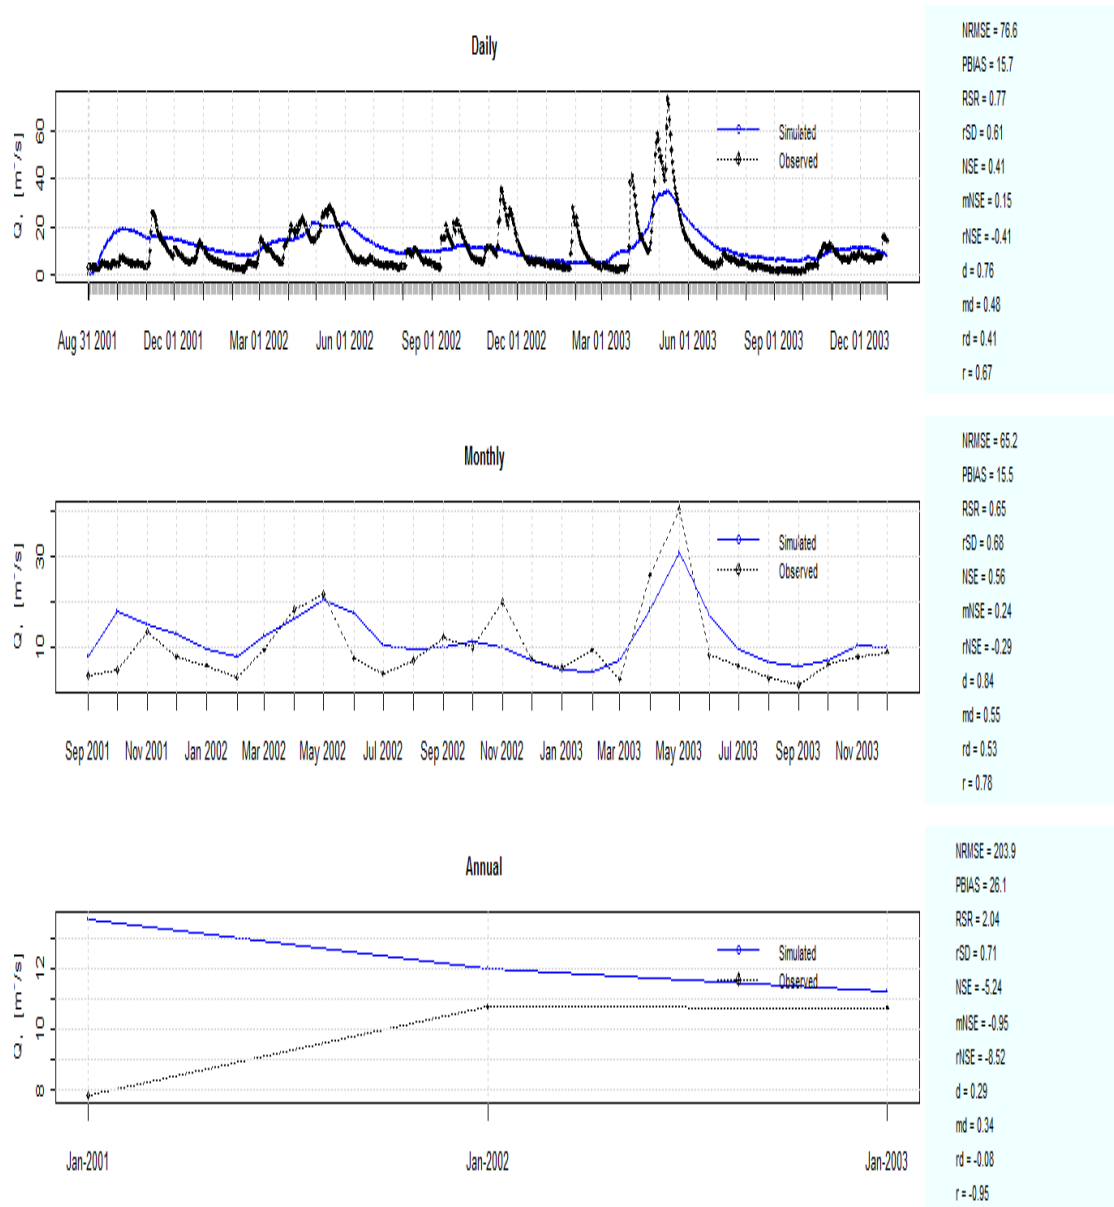 Daily
Q, [m^/s]
0 20 40 60
Simulated
Observed
Aug 31 2001 Dec 01 2001 Mar 01 2002 Jun 01 2002 Sep 01 2002 Dec 01 2002 Mar 01 2003 Jun 01 2003 Sep 01 2003 Dec 01 2003
NRMSE = 76.6
PBIAS = 15.7
RSR = 0.77
rSD = 0.61
NSE = 0.41
mNSE = 0.15
rNSE = -0.41
d = 0.76
md = 0.48
rd = 0.41
r = 0.67
Monthly
Q, [m^/s]
10 30
Simulated
Observed
Sep 2001 Nov 2001 Jan 2002 Mar 2002 May 2002 Jul 2002 Sep 2002 Nov 2002 Jan 2003 Mar 2003 May 2003 Jul 2003 Sep 2003 Nov 2003
NRMSE = 65.2
PBIAS = 15.5
RSR = 0.65
rSD = 0.68
NSE = 0.56
mNSE = 0.24
rNSE = -0.29
d = 0.84
md = 0.55
rd = 0.53
r = 0.78
Annual
Q, [m^/s]
8 10 12
Simulated
Observed
Jan-2001 Jan-2002 Jan-2003
NRMSE = 203.9
PBIAS = 26.1
RSR = 2.04
rSD = 0.71
NSE = -5.24
mNSE = -0.95
rNSE = -8.52
d = 0.29
md = 0.34
rd = -0.08
r = -0.95